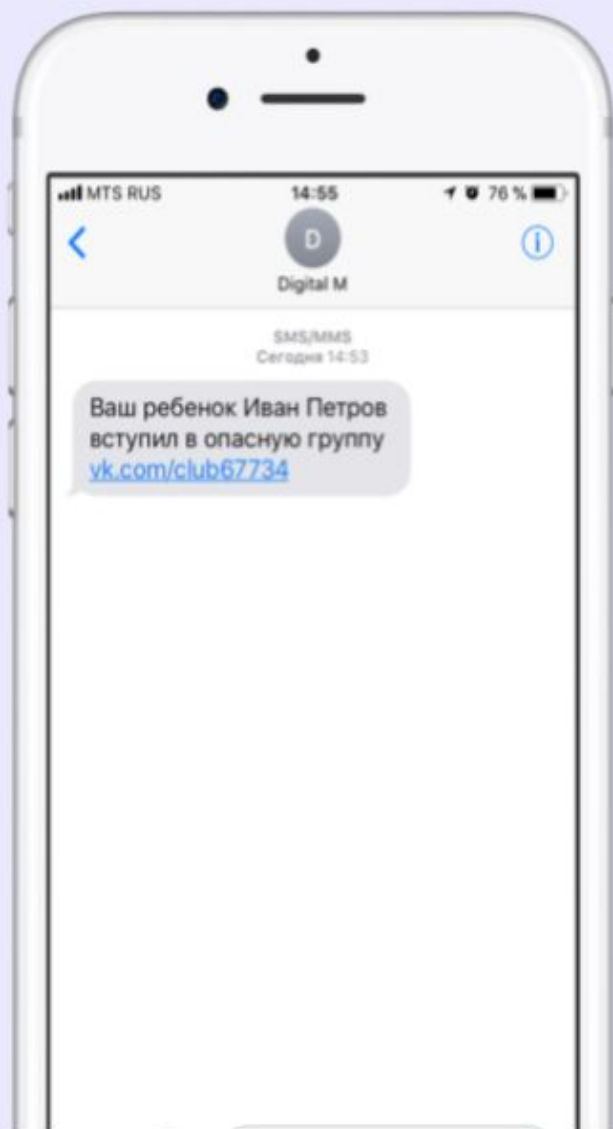 MTS RUS 14:55 76 %
D
Digital M
SMS/MMS
Сегодня 14:53
Ваш ребенок Иван Петров
вступил в опасную группу
vk.com/club67734